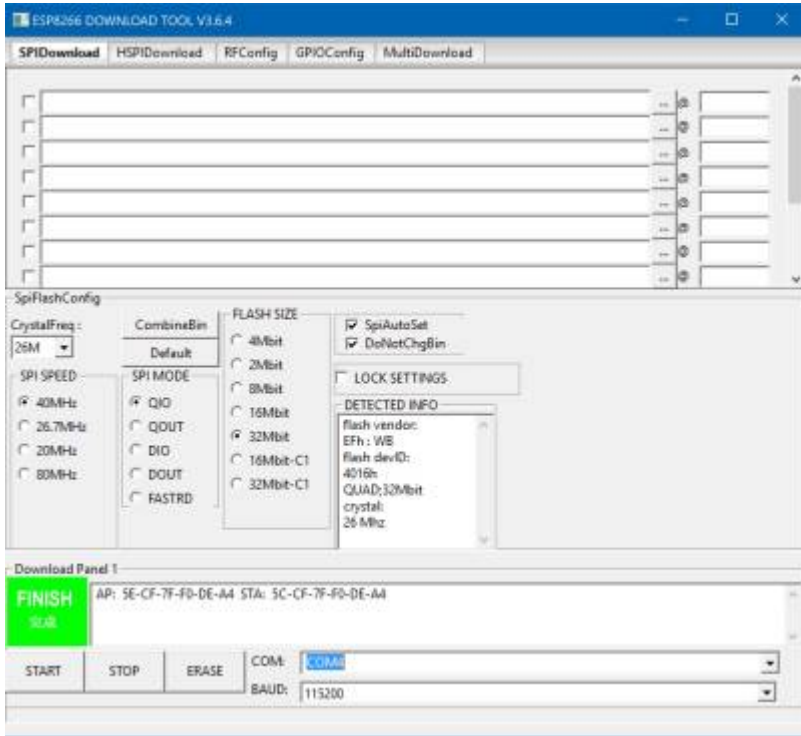 ESP8266 DOWNLOAD TOOL V3.6.4
SPIDownload HSPIDownload RFConfig GPIOConfig MultiDownload
... @
... @
... @
... @
... @
... @
... @
... @
SpiFlashConfig
CrystalFreq :
26M
CombineBin
Default
SPI SPEED
40MHz
26.7MHz
20MHz
80MHz
SPI MODE
QIO
QOUT
DIO
DOUT
FASTRD
FLASH SIZE
4Mbit
2Mbit
8Mbit
16Mbit
32Mbit
16Mbit-C1
32Mbit-C1
SpiAutoSet
DoNotChgBin
LOCK SETTINGS
DETECTED INFO
flash vendor:
EFh : WB
flash devID:
4016h
QUAD;32Mbit
crystal:
26 Mhz
Download Panel 1
FINISH
完成
AP: 5E-CF-7F-F0-DE-A4 STA: 5C-CF-7F-F0-DE-A4
START STOP ERASE
COM: COM4
BAUD: 115200